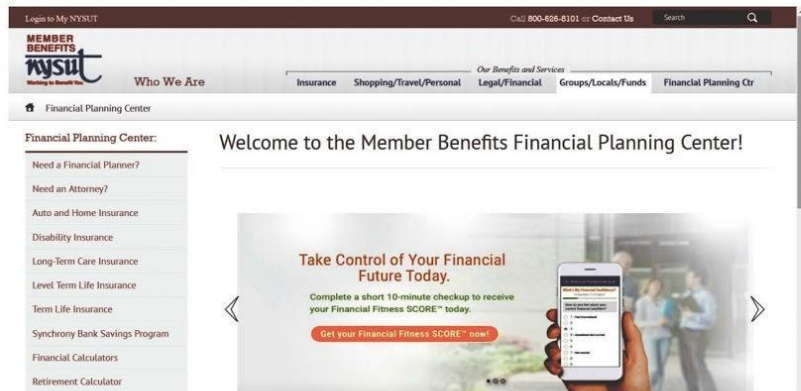 Login to My NYSUT
Call 800-626-8101 or Contact Us
Search
MEMBER
BENEFITS
nysut
Working to Benefit You
Who We Are
Our Benefits and Services
Insurance
Shopping/Travel/Personal
Legal/Financial
Groups/Locals/Funds
Financial Planning Ctr
Financial Planning Center
Financial Planning Center:
Need a Financial Planner?
Need an Attorney?
Auto and Home Insurance
Disability Insurance
Long-Term Care Insurance
Level Term Life Insurance
Term Life Insurance
Synchrony Bank Savings Program
Financial Calculators
Retirement Calculator
Welcome to the Member Benefits Financial Planning Center!
Take Control of Your Financial
Future Today.
Complete a short 10-minute checkup to receive
your Financial Fitness SCORE™ today.
Get your Financial Fitness SCORE™ now!